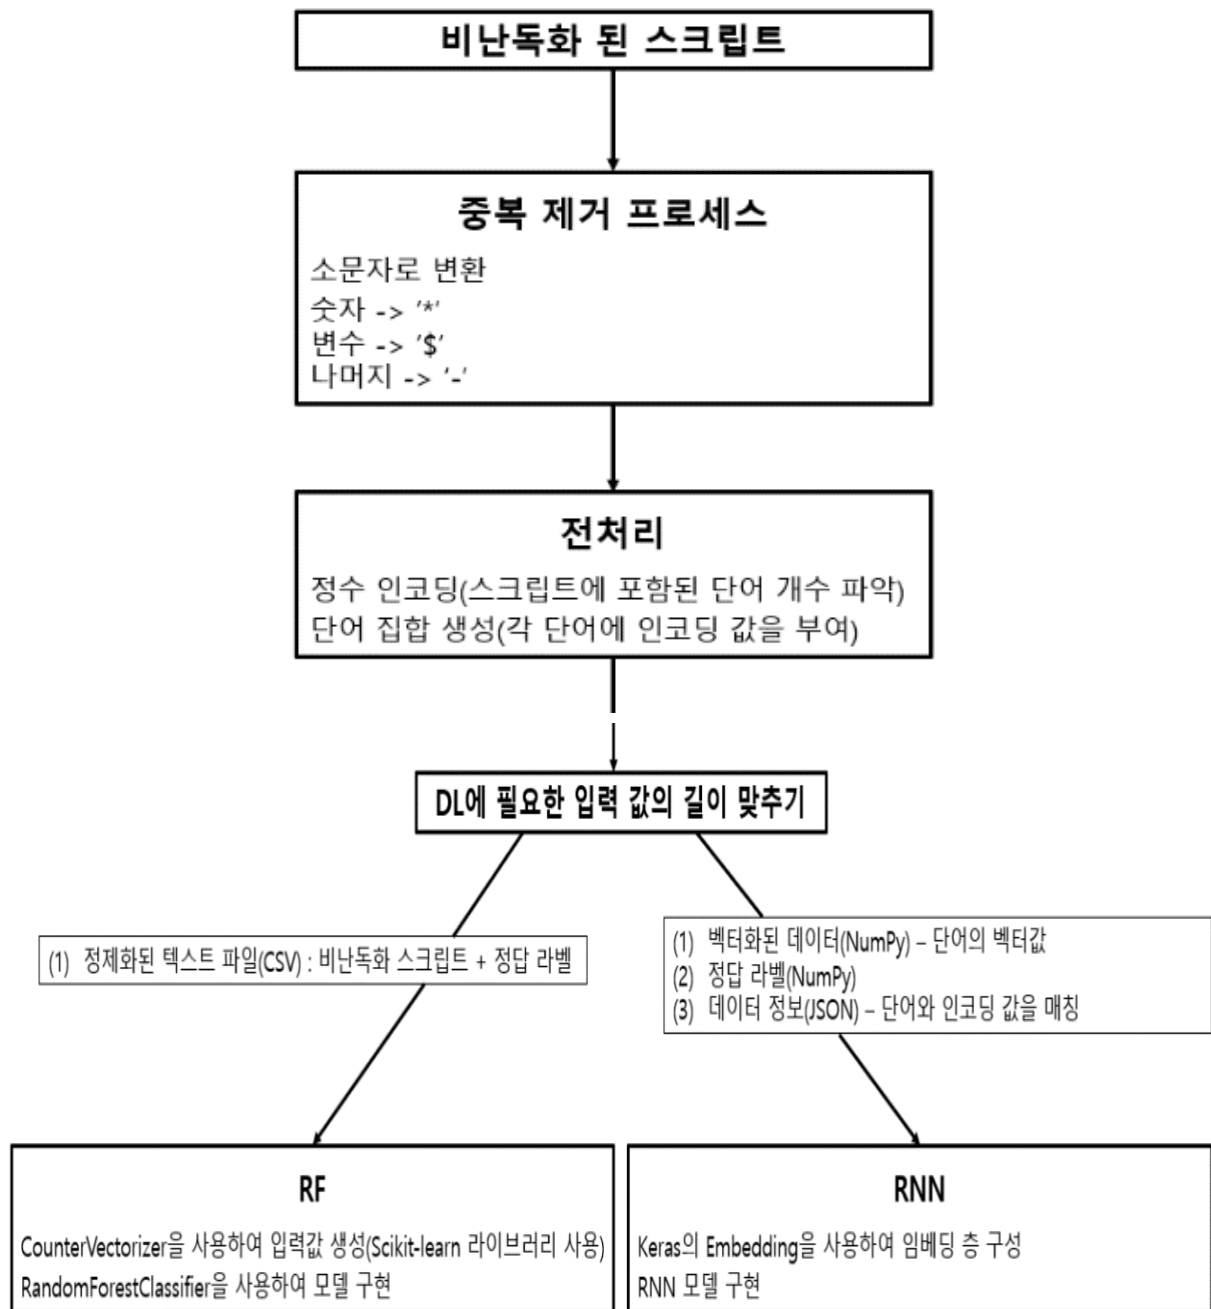 비난독화 된 스크립트
중복 제거 프로세스
소문자로 변환
숫자 -> '*'
변수 -> '$'
나머지 -> '-'
전처리
정수 인코딩(스크립트에 포함된 단어 개수 파악)
단어 집합 생성(각 단어에 인코딩 값을 부여)
DL에 필요한 입력 값의 길이 맞추기
(1) 정제화된 텍스트 파일(CSV) : 비난독화 스크립트 + 정답 라벨
(1) 벡터화된 데이터(NumPy) – 단어의 벡터값
(2) 정답 라벨(NumPy)
(3) 데이터 정보(JSON) – 단어와 인코딩 값을 매칭
RF
CounterVectorizer을 사용하여 입력값 생성(Scikit-learn 라이브러리 사용)
RandomForestClassifier을 사용하여 모델 구현
RNN
Keras의 Embedding을 사용하여 임베딩 층 구성
RNN 모델 구현